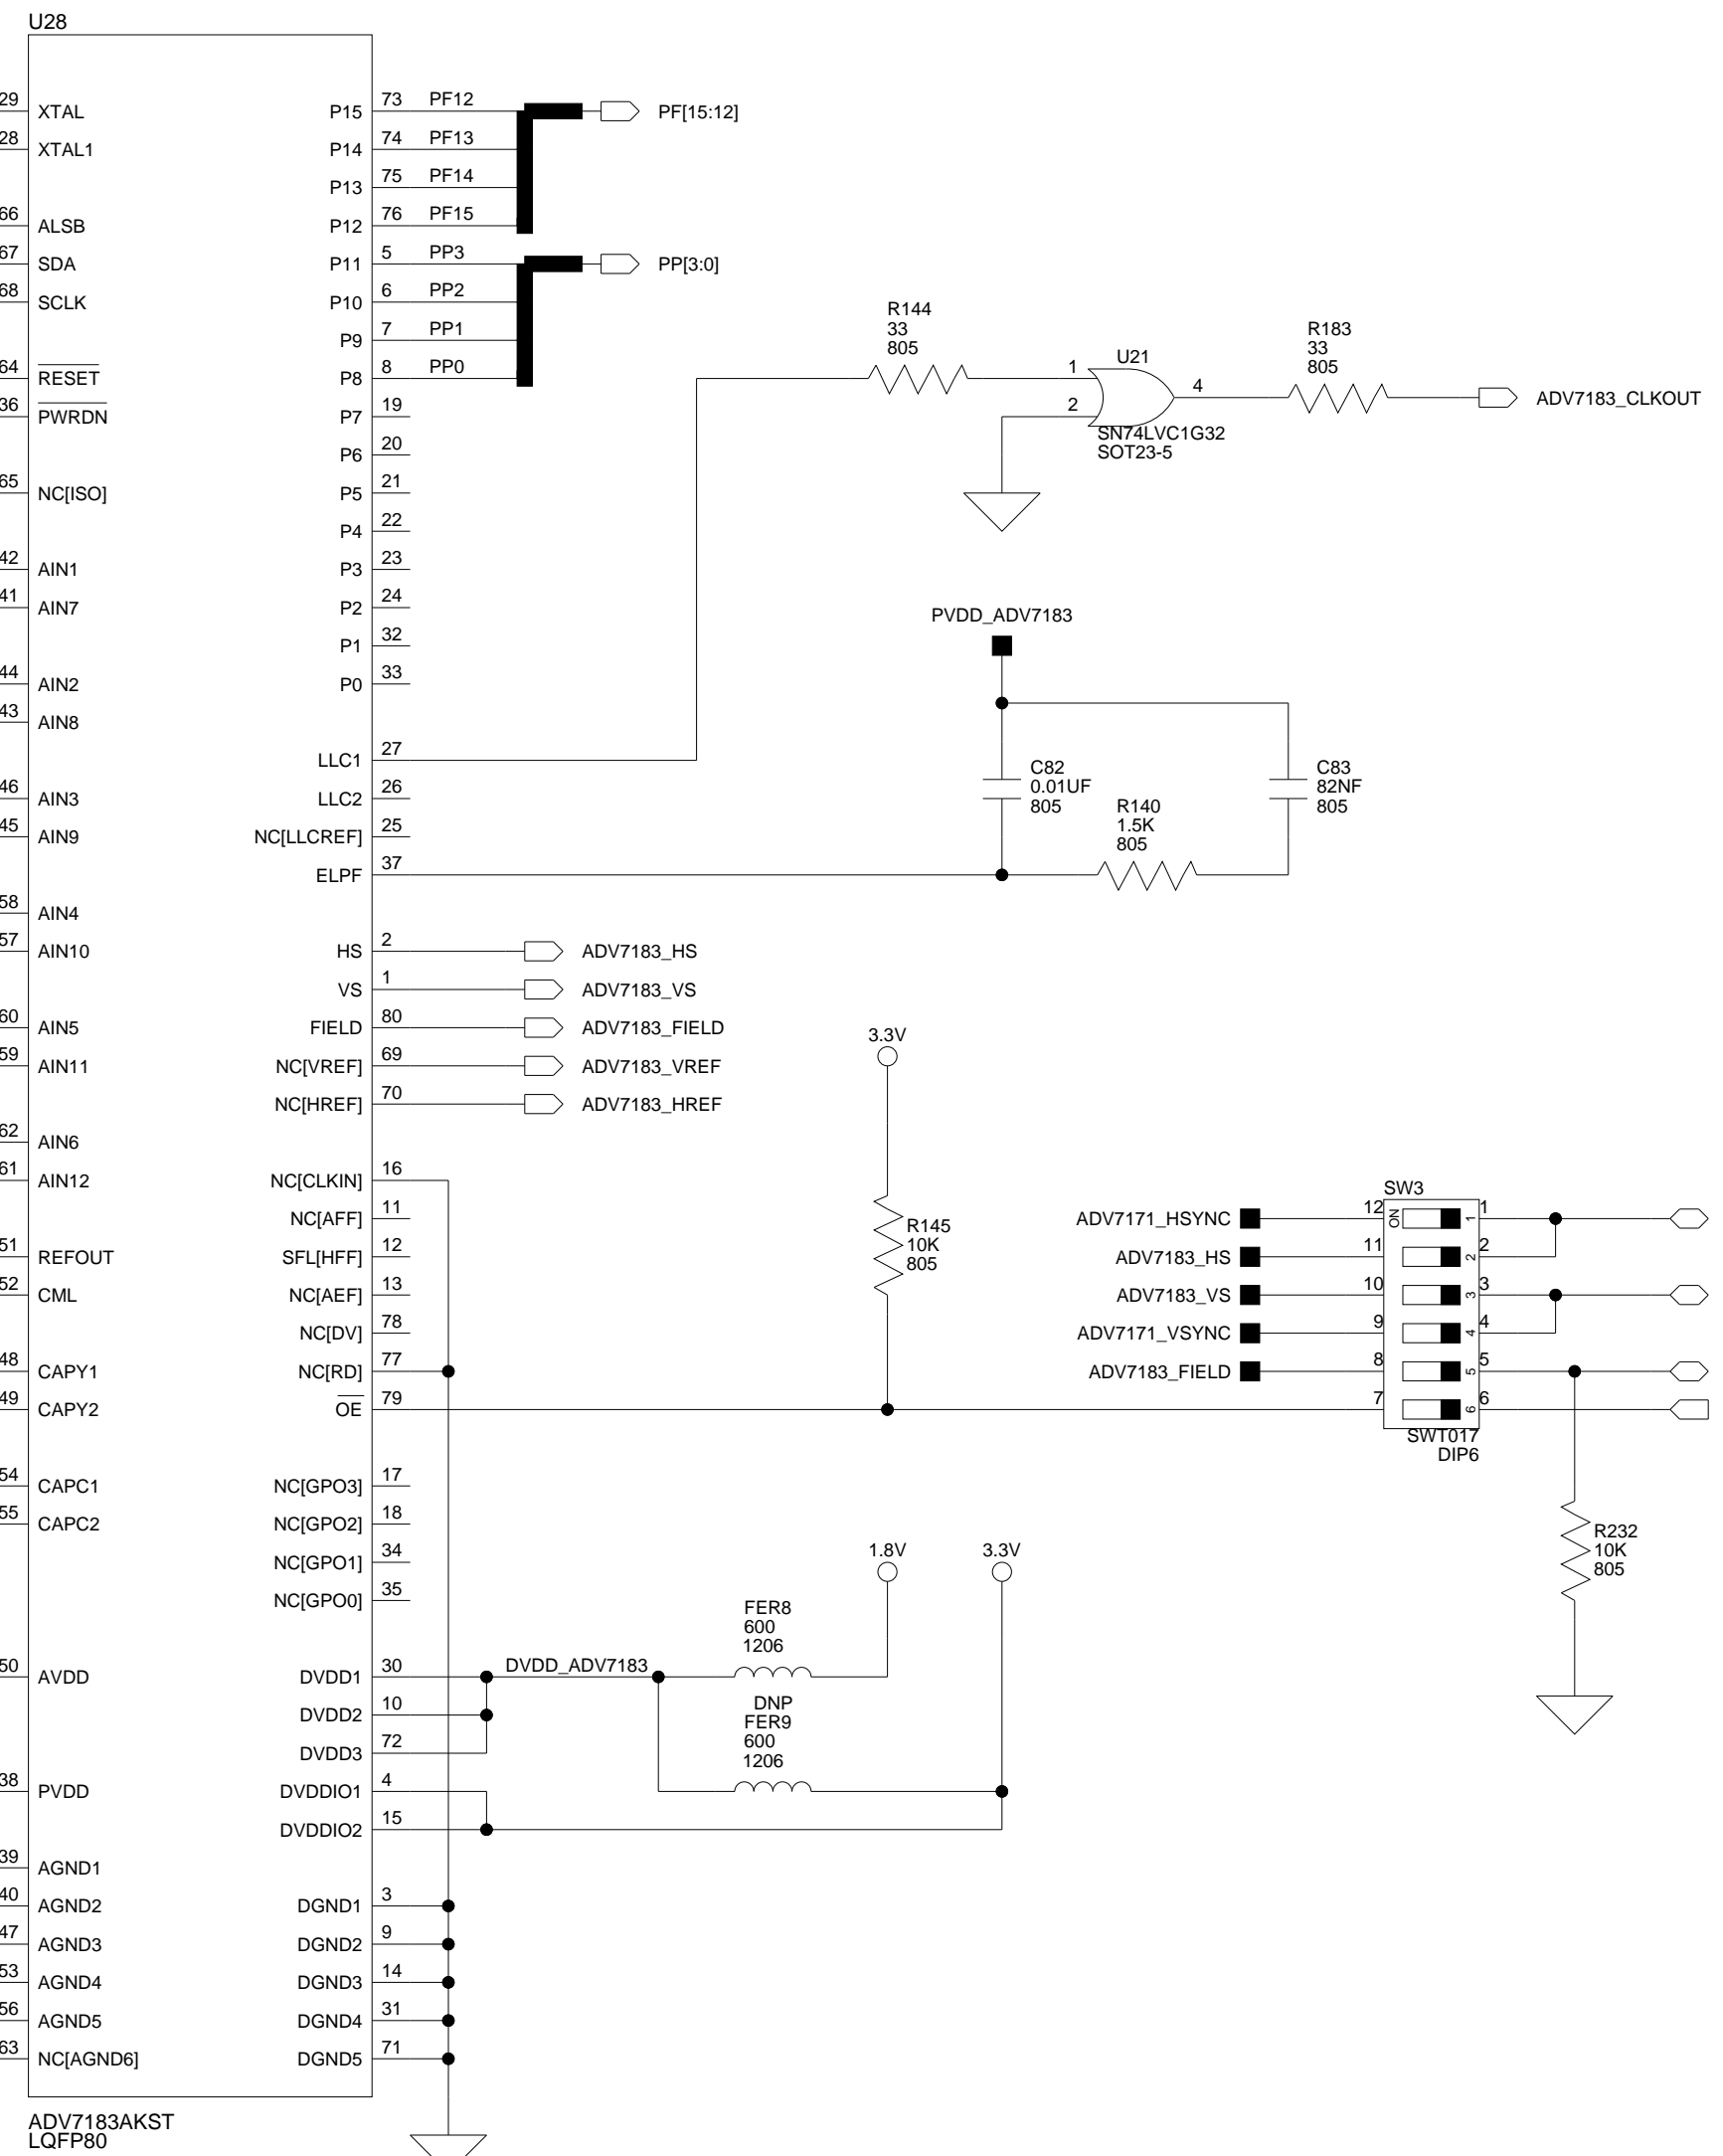 U28
29 XTAL P15 73 PF12 PF[15:12]
28 XTAL1 P14 74 PF13
P13 75 PF14
66 ALSB P12 76 PF15
67 SDA P11 5 PP3 PP[3:0]
68 SCLK P10 6 PP2
P9 7 PP1
64 RESET P8 8 PP0
36 PWRDN P7 19
P6 20
65 NC[ISO] P5 21
P4 22
42 AIN1 P3 23
41 AIN7 P2 24
P1 32
44 AIN2 P0 33
43 AIN8
LLC1 27
46 AIN3 LLC2 26
45 AIN9 NC[LLCREF] 25
ELPF 37
58 AIN4
57 AIN10 HS 2 ADV7183_HS
VS 1 ADV7183_VS
60 AIN5 FIELD 80 ADV7183_FIELD
59 AIN11 NC[VREF] 69 ADV7183_VREF
NC[HREF] 70 ADV7183_HREF
62 AIN6
61 AIN12 NC[CLKIN] 16
NC[AFF] 11
51 REFOUT SFL[HFF] 12
52 CML NC[AEF] 13
NC[DV] 78
48 CAPY1 NC[RD] 77
49 CAPY2 OE 79
54 CAPC1 NC[GPO3] 17
55 CAPC2 NC[GPO2] 18
NC[GPO1] 34
NC[GPO0] 35
50 AVDD DVDD1 30 DVDD_ADV7183
DVDD2 10
DVDD3 72
38 PVDD DVDDIO1 4
DVDDIO2 15
39 AGND1
40 AGND2 DGND1 3
47 AGND3 DGND2 9
53 AGND4 DGND3 14
56 AGND5 DGND4 31
63 NC[AGND6] DGND5 71
ADV7183AKST
LQFP80
R144
33
805
1
2
U21
4
SN74LVC1G32
SOT23-5
R183
33
805
ADV7183_CLKOUT
PVDD_ADV7183
C82
0.01UF
805
R140
1.5K
805
C83
82NF
805
3.3V
R145
10K
805
SW3
ON
ADV7171_HSYNC 12 1 1
ADV7183_HS 11 2 2
ADV7183_VS 10 3 3
ADV7171_VSYNC 9 4 4
ADV7183_FIELD 8 5 5
7 6 6
SWT017
DIP6
R232
10K
805
1.8V
3.3V
FER8
600
1206
DNP
FER9
600
1206